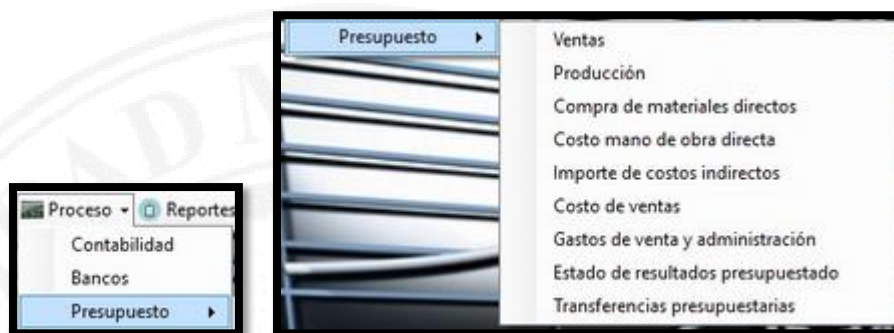 Proceso
Reportes
Contabilidad
Bancos
Presupuesto
Presupuesto
Ventas
Producción
Compra de materiales directos
Costo mano de obra directa
Importe de costos indirectos
Costo de ventas
Gastos de venta y administración
Estado de resultados presupuestado
Transferencias presupuestarias